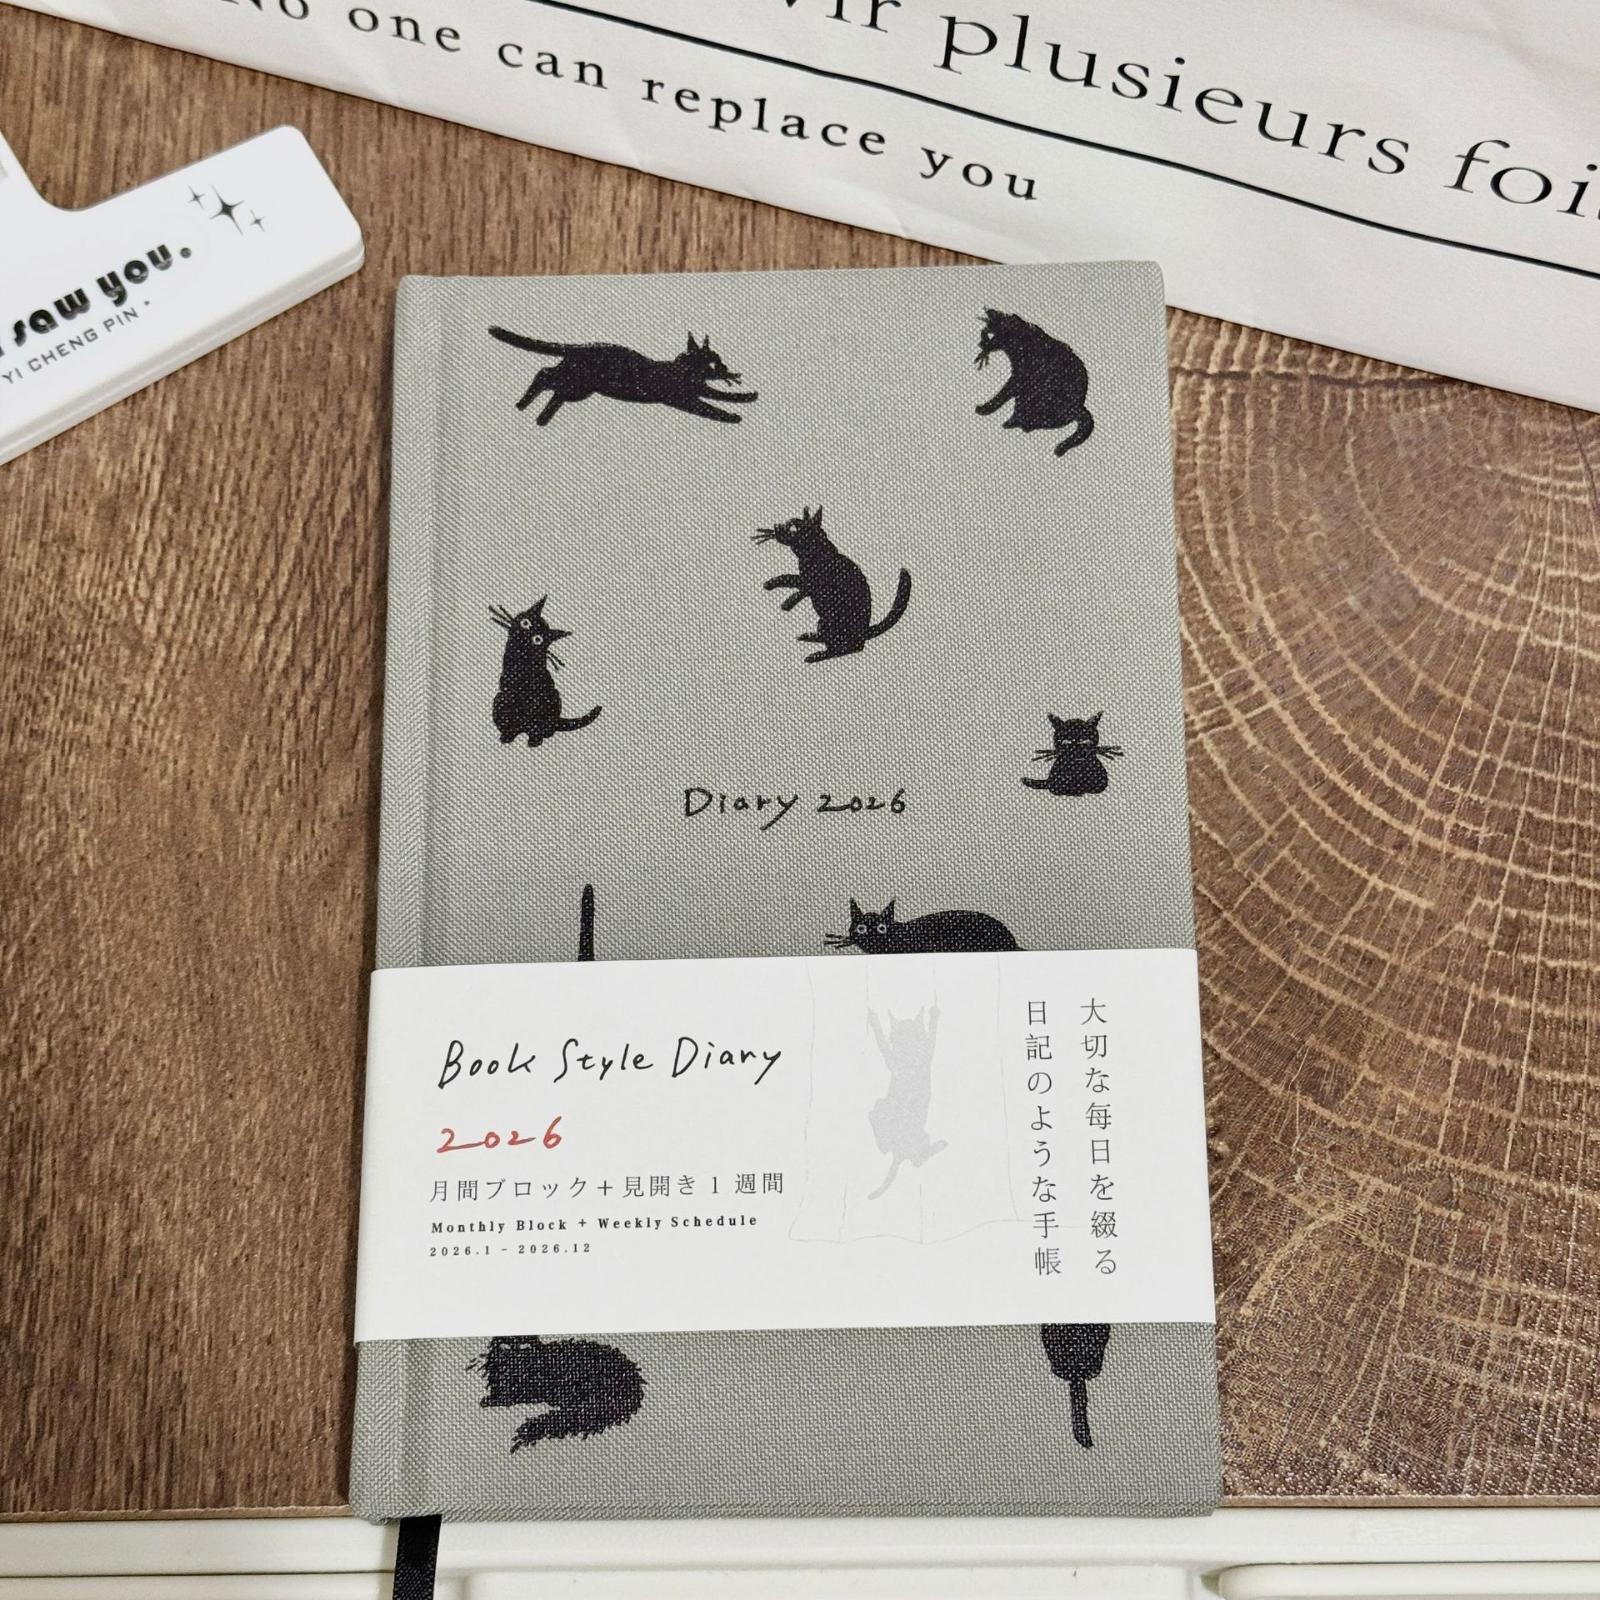 plusieurs
No one can replace you
saw you.
YI CHENG PIN
Diary 2026
Book Style Diary
2026
月間ブロック+見開き1週間
Monthly Block + Weekly Schedule
2026.1 - 2026.12
大切な毎日を綴る
日記のような手帳